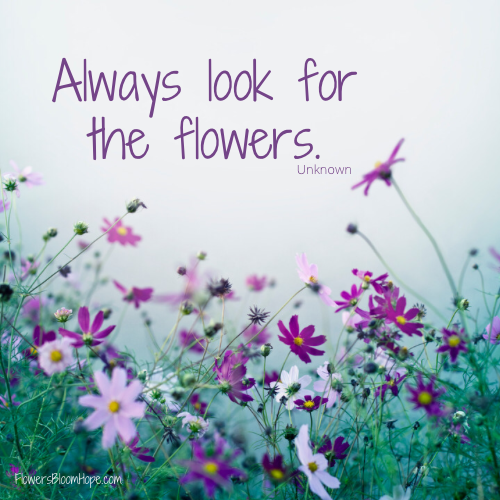 Always look for
the flowers.
Unknown
FlowersBloomHope.com